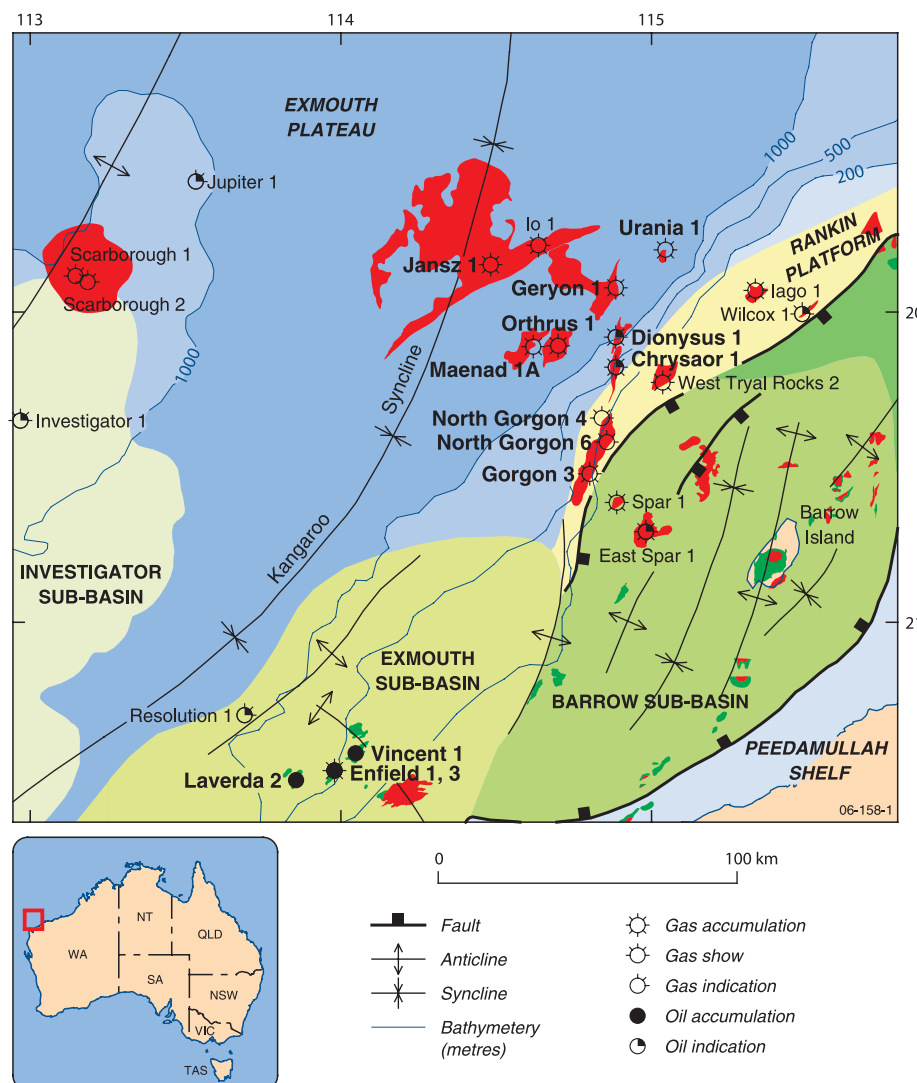 113
114
115
EXMOUTH
PLATEAU
1000
500
200
Jupiter 1
Io 1
Urania 1
RANKIN
PLATFORM
Scarborough 1
Jansz 1
Scarborough 2
Geryon 1
Iago 1
Wilcox 1
20
Orthrus 1
Dionysus 1
1000
Maenad 1A
Chrysaor 1
Syncline
West Tryal Rocks 2
Investigator 1
North Gorgon 4
North Gorgon 6
Gorgon 3
Spar 1
Barrow
Island
East Spar 1
Kangaroo
INVESTIGATOR
SUB-BASIN
21
EXMOUTH
SUB-BASIN
BARROW SUB-BASIN
Resolution 1
Vincent 1
PEEDAMULLAH
SHELF
Laverda 2
Enfield 1, 3
06-158-1
0
100 km
NT
QLD
WA
SA
NSW
VIC
TAS
Fault
Anticline
Syncline
Bathymetery
(metres)
Gas accumulation
Gas show
Gas indication
Oil accumulation
Oil indication